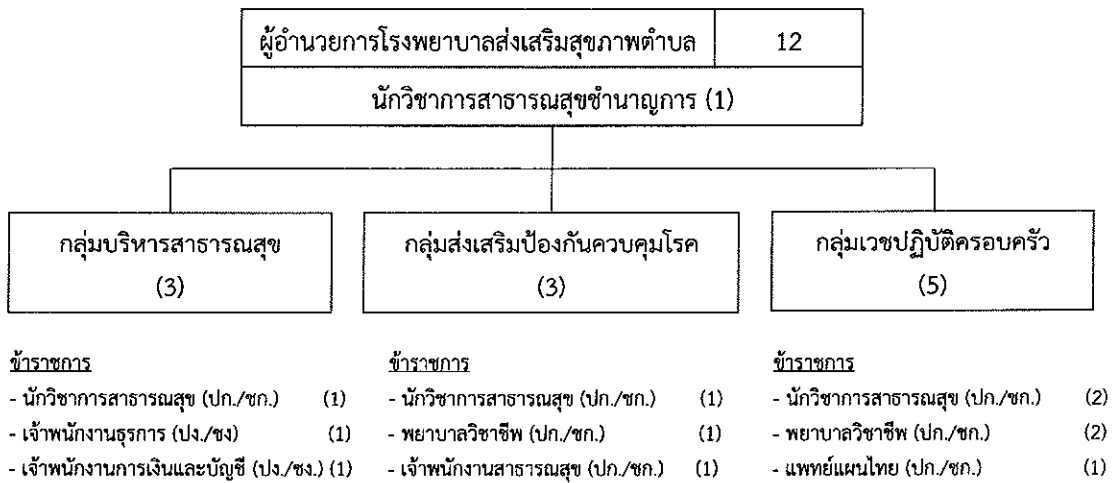 ผู้อำนวยการโรงพยาบาลส่งเสริมสุขภาพตำบล 12
นักวิชาการสาธารณสุขชำนาญการ (1)
กลุ่มบริหารสาธารณสุข
(3)
กลุ่มส่งเสริมป้องกันควบคุมโรค
(3)
กลุ่มเวชปฏิบัติครอบครัว
(5)
ข้าราชการ
- นักวิชาการสาธารณสุข (ปก./ชก.) (1)
- เจ้าพนักงานธุรการ (ปง./ชง) (1)
- เจ้าพนักงานการเงินและบัญชี (ปง./ชง.) (1)
ข้าราชการ
- นักวิชาการสาธารณสุข (ปก./ชก.) (1)
- พยาบาลวิชาชีพ (ปก./ชก.) (1)
- เจ้าพนักงานสาธารณสุข (ปก./ชก.) (1)
ข้าราชการ
- นักวิชาการสาธารณสุข (ปก./ชก.) (2)
- พยาบาลวิชาชีพ (ปก./ชก.) (2)
- แพทย์แผนไทย (ปก./ชก.) (1)